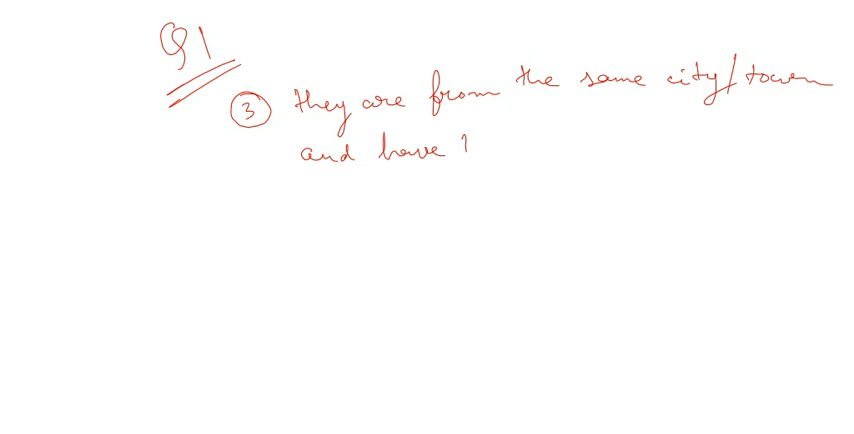 Q1
③ they are from the same city/town
and have